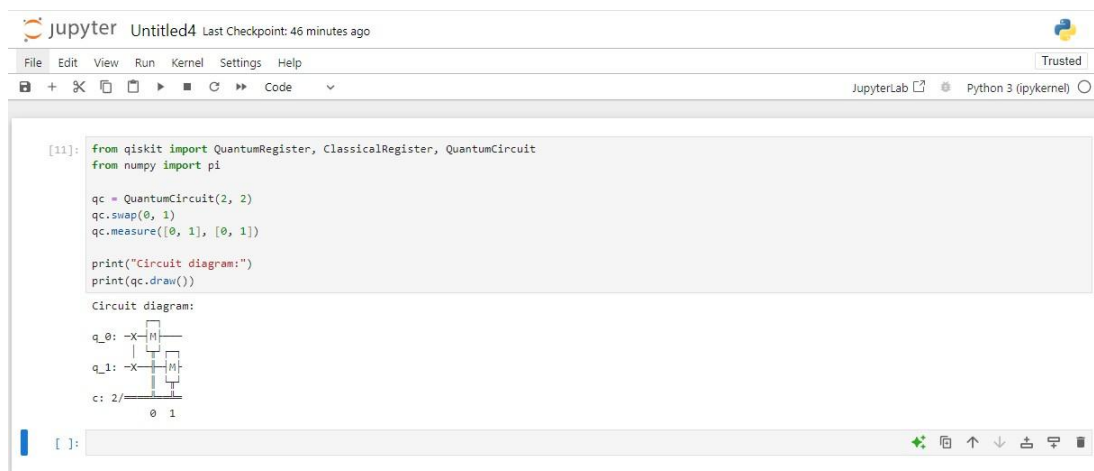 jupyter Untitled4 Last Checkpoint: 46 minutes ago
File Edit View Run Kernel Settings Help Trusted
Code JupyterLab Python 3 (ipykernel)
[11]: from qiskit import QuantumRegister, ClassicalRegister, QuantumCircuit
from numpy import pi
qc = QuantumCircuit(2, 2)
qc.swap(0, 1)
qc.measure([0, 1], [0, 1])
print("Circuit diagram:")
print(qc.draw())
Circuit diagram:
q_0: -X-┤M├───
q_1: -X-╫─┤M├
c: 2/═══╩══╩═
0 1
[ ]: